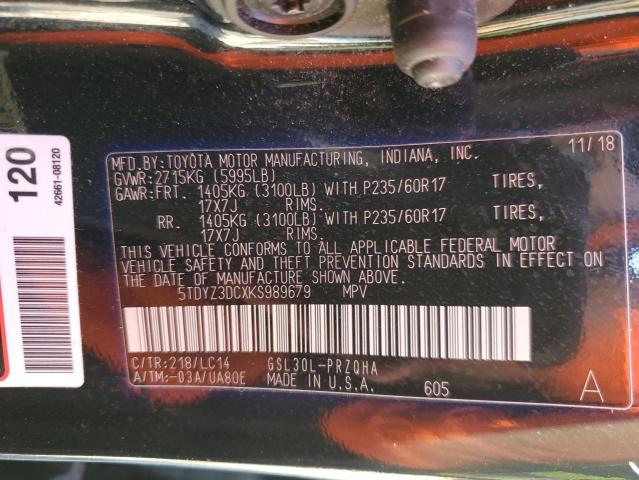 120
42661-08120
MFD.BY:TOYOTA MOTOR MANUFACTURING, INDIANA, INC. 11/18
GVWR:2715KG (5995LB)
GAWR:FRT. 1405KG (3100LB) WITH P235/60R17 TIRES,
17X7J RIMS.
RR. 1405KG (3100LB) WITH P235/60R17 TIRES,
17X7J RIMS.
THIS VEHICLE CONFORMS TO ALL APPLICABLE FEDERAL MOTOR
VEHICLE SAFETY AND THEFT PREVENTION STANDARDS IN EFFECT ON
THE DATE OF MANUFACTURE SHOWN ABOVE.
5TDYZ3DCXKS989679 MPV
C/TR:218/LC14 GSL30L-PRZQHA
A/TM:-03A/UA80E MADE IN U.S.A. 605 A